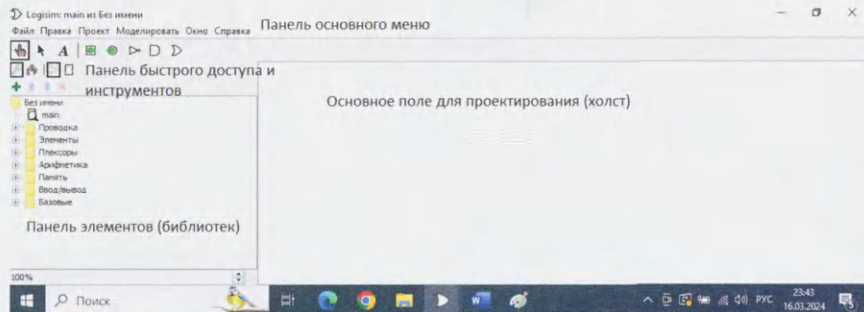 Logisim: main из Без имени
Файл Правка Проект Моделировать Окно Справка
Панель основного меню
A
Панель быстрого доступа и
инструментов
Основное поле для проектирования (холст)
Без имени
main
Проводка
Элементы
Плексоры
Арифметика
Память
Ввод/вывод
Базовые
Панель элементов (библиотек)
100%
Поиск
W
РУС
23:43
16.03.2024